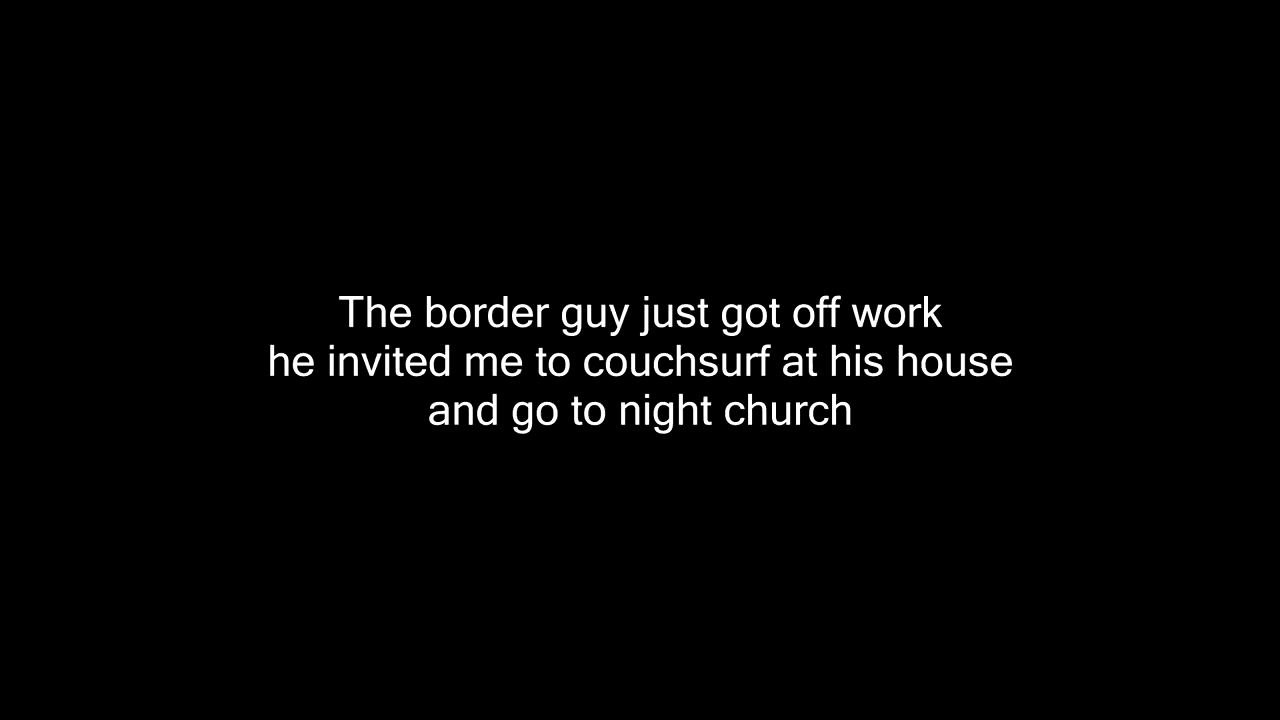 The border guy just got off work
he invited me to couchsurf at his house
and go to night church